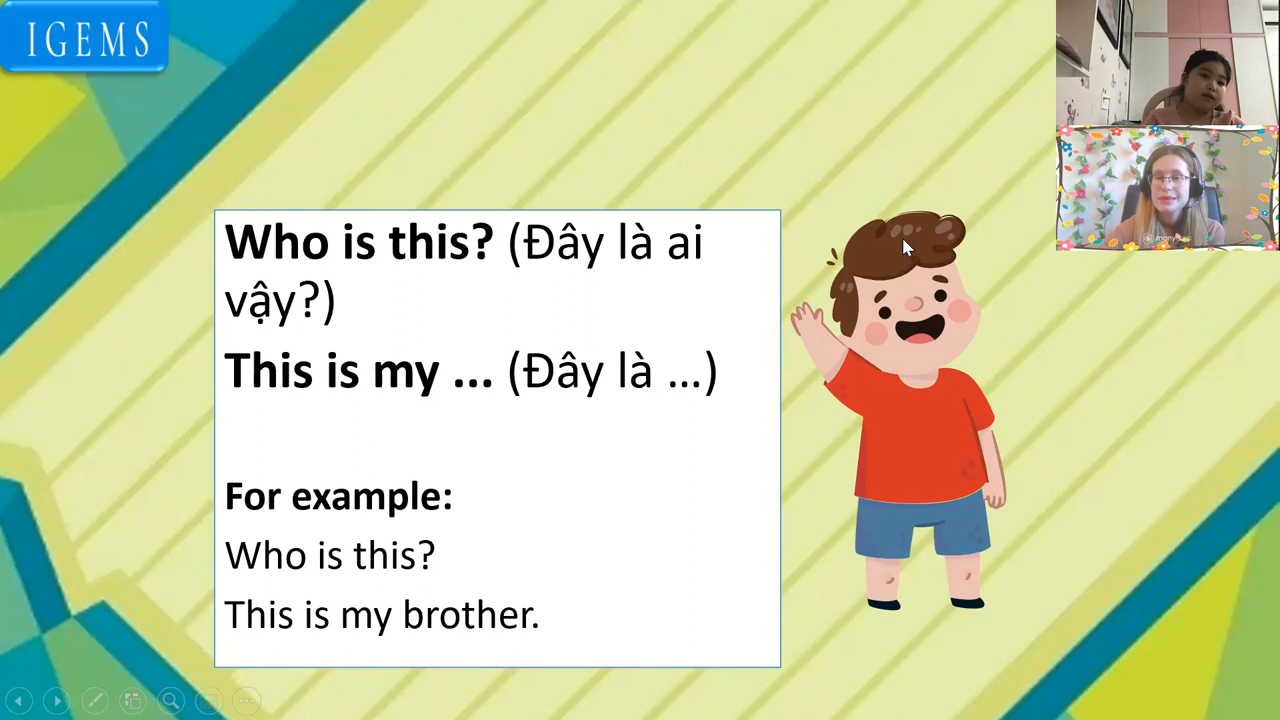 IGEMS
Who is this? (Đây là ai
vậy?)
This is my ... (Đây là ...)
For example:
Who is this?
This is my brother.